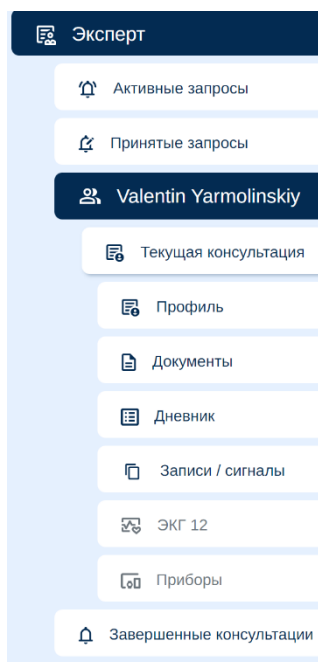 Эксперт
Активные запросы
Принятые запросы
Valentin Yarmolinskiy
Текущая консультация
Профиль
Документы
Дневник
Записи / сигналы
ЭКГ 12
Приборы
Завершенные консультации